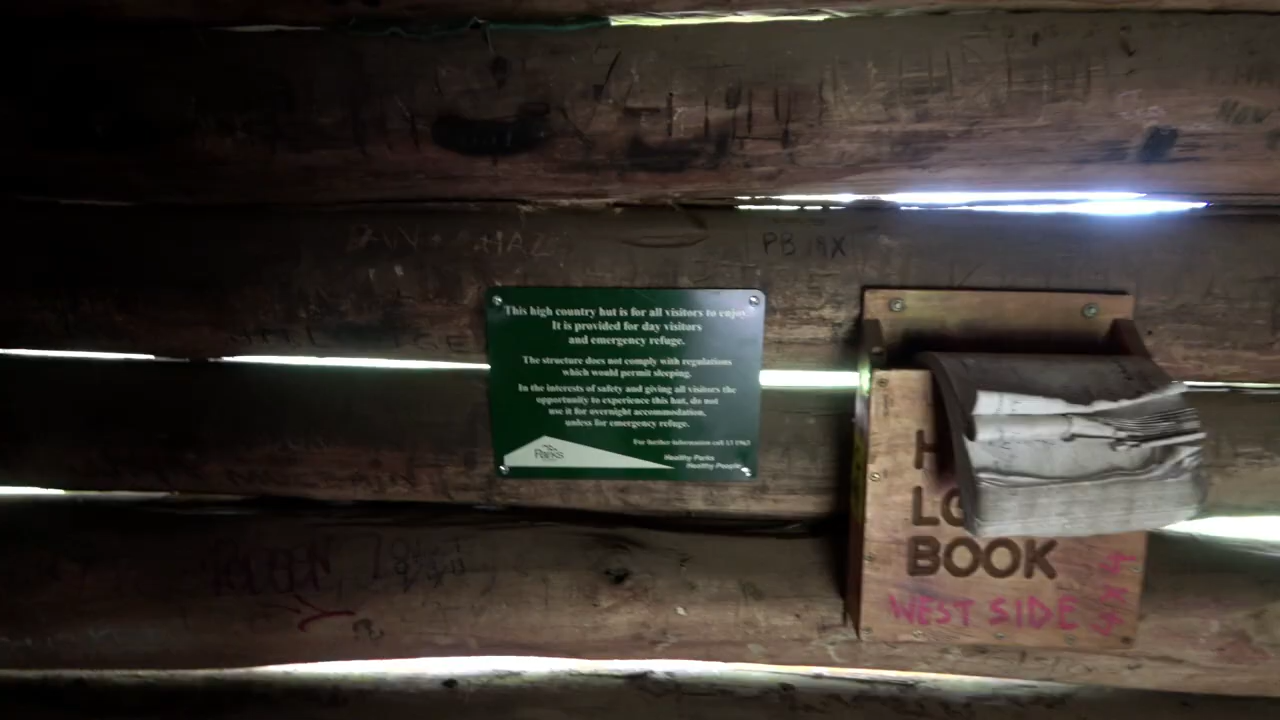 PB
This high country hut is for all visitors to enjoy.
It is provided for day visitors
and emergency refuge.
The structure does not comply with regulations
which would permit sleeping.
In the interests of safety and giving all visitors the
opportunity to experience this hut, do not
use it for overnight accommodation,
unless for emergency refuge.
For further information call 13 1963
Parks
Healthy Parks
Healthy People
BOOK
WEST SIDE
4X4